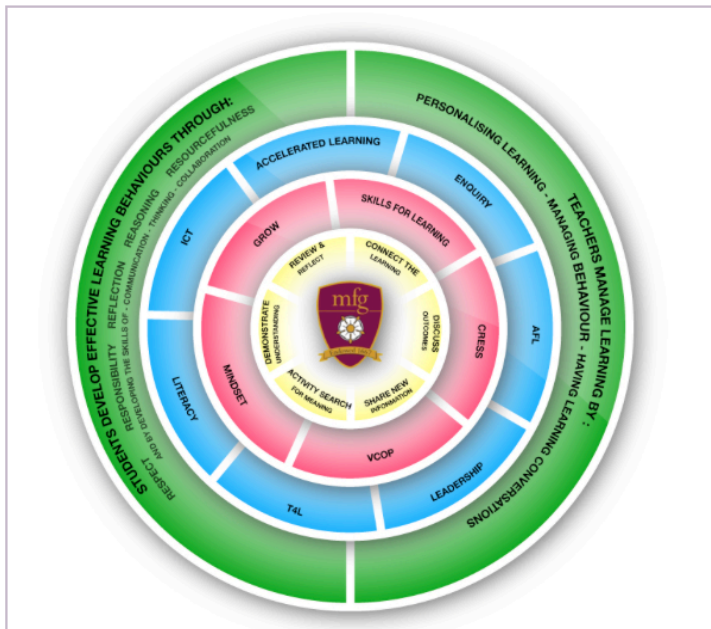 STUDENTS DEVELOP EFFECTIVE LEARNING BEHAVIOURS THROUGH:
RESPECT RESPONSIBILITY REFLECTION REASONING RESOURCEFULNESS
AND BY DEVELOPING THE SKILLS OF - COMMUNICATION - THINKING - COLLABORATION
TEACHERS MANAGE LEARNING BY :
PERSONALISING LEARNING - MANAGING BEHAVIOUR - HAVING LEARNING CONVERSATIONS
ACCELERATED LEARNING
ENQUIRY
AFL
LEADERSHIP
T4L
LITERACY
ICT
SKILLS FOR LEARNING
CRESS
VCOP
MINDSET
GROW
CONNECT THE
LEARNING
DISCUSS
OUTCOMES
SHARE NEW
INFORMATION
ACTIVITY SEARCH
FOR MEANING
DEMONSTRATE
UNDERSTANDING
REVIEW &
REFLECT
mfg